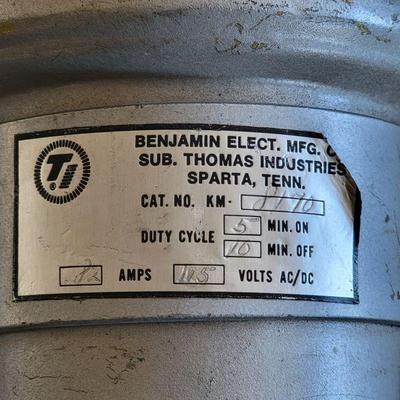 TI
®
BENJAMIN ELECT. MFG. C
SUB. THOMAS INDUSTRIES
SPARTA, TENN.
CAT. NO. KM-
DUTY CYCLE 5 MIN. ON
10 MIN. OFF
AMPS 115 VOLTS AC/DC